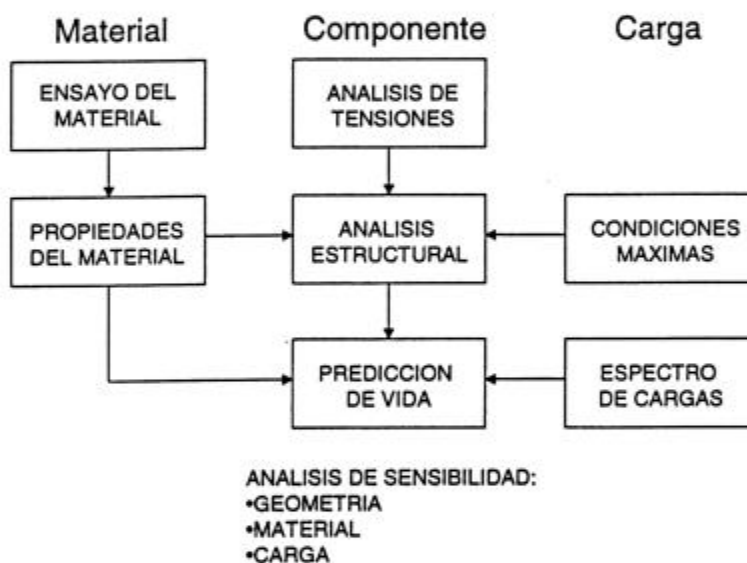 Material
Componente
Carga
ENSAYO DEL
MATERIAL
ANALISIS DE
TENSIONES
PROPIEDADES
DEL MATERIAL
ANALISIS
ESTRUCTURAL
CONDICIONES
MAXIMAS
PREDICCION
DE VIDA
ESPECTRO
DE CARGAS
ANALISIS DE SENSIBILIDAD:
•GEOMETRIA
•MATERIAL
•CARGA